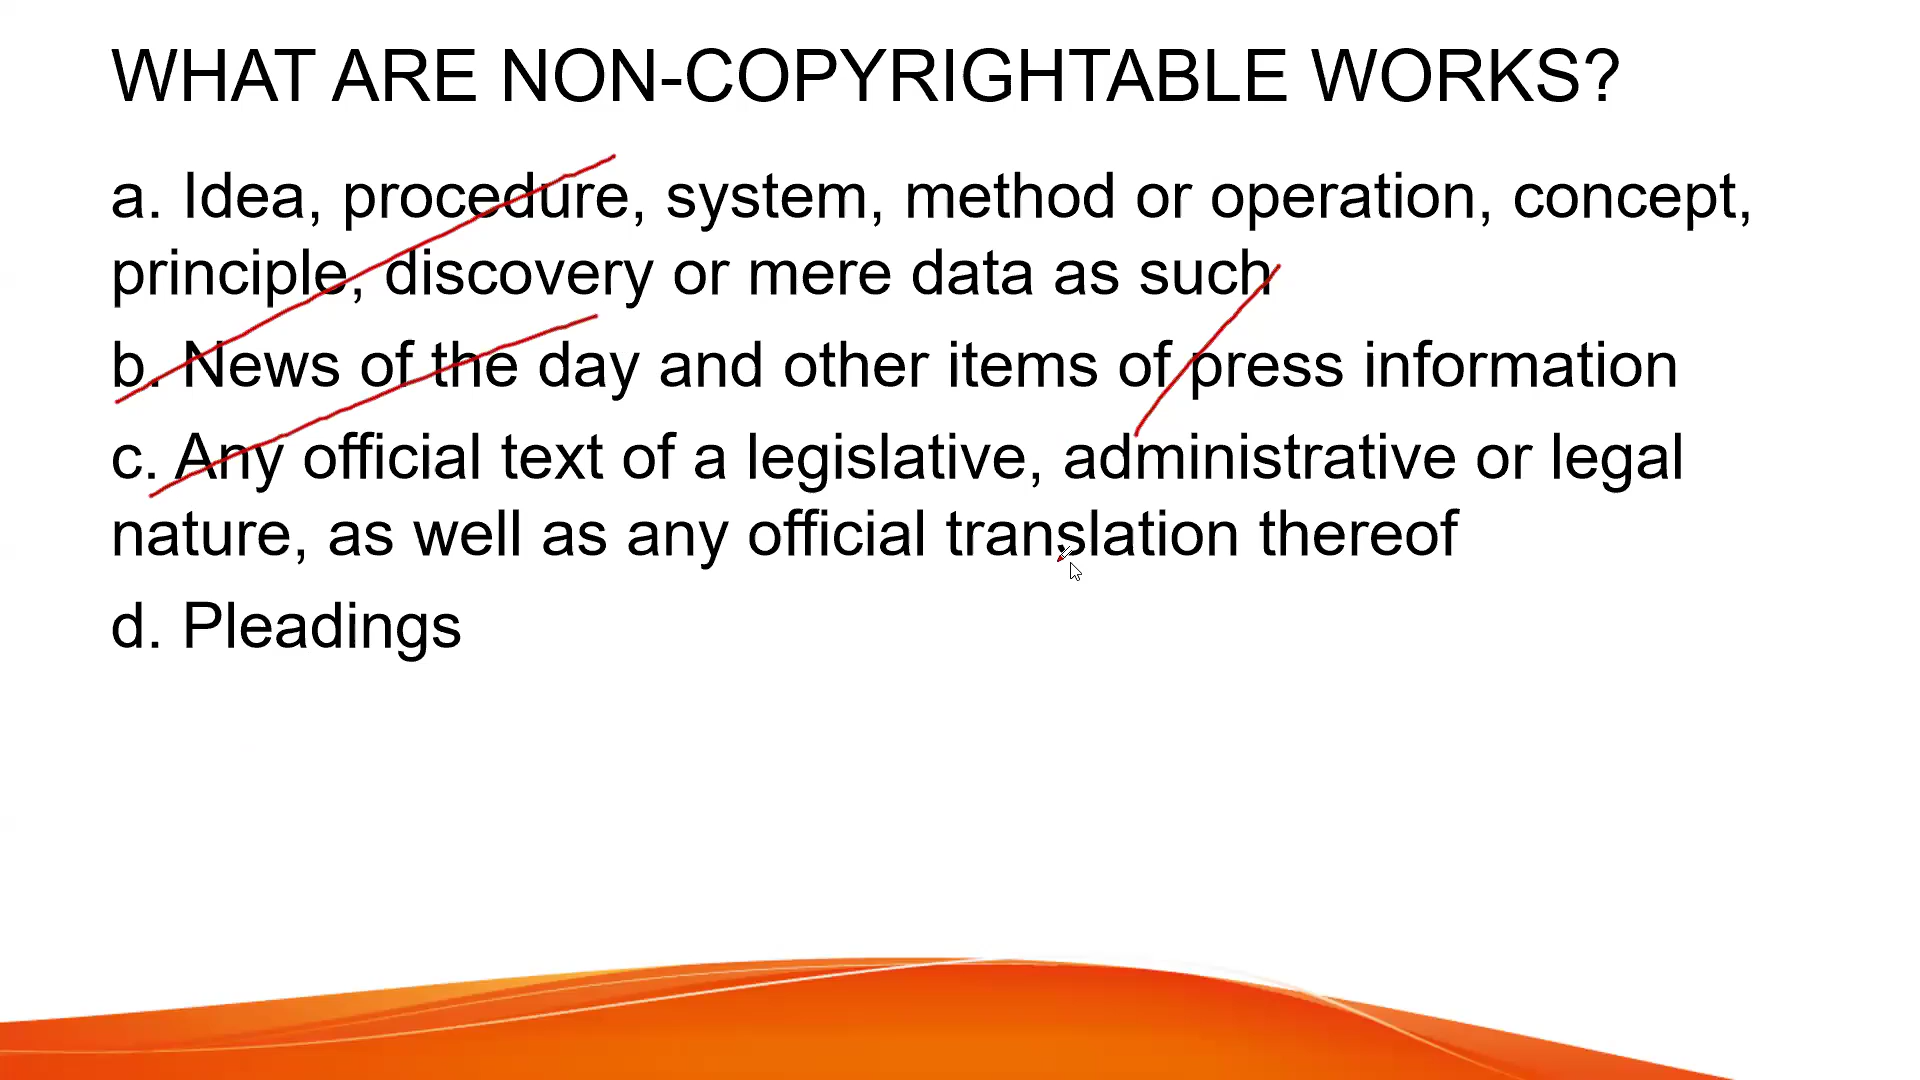 WHAT ARE NON-COPYRIGHTABLE WORKS?
a. Idea, procedure, system, method or operation, concept,
principle, discovery or mere data as such
b. News of the day and other items of press information
c. Any official text of a legislative, administrative or legal
nature, as well as any official translation thereof
d. Pleadings